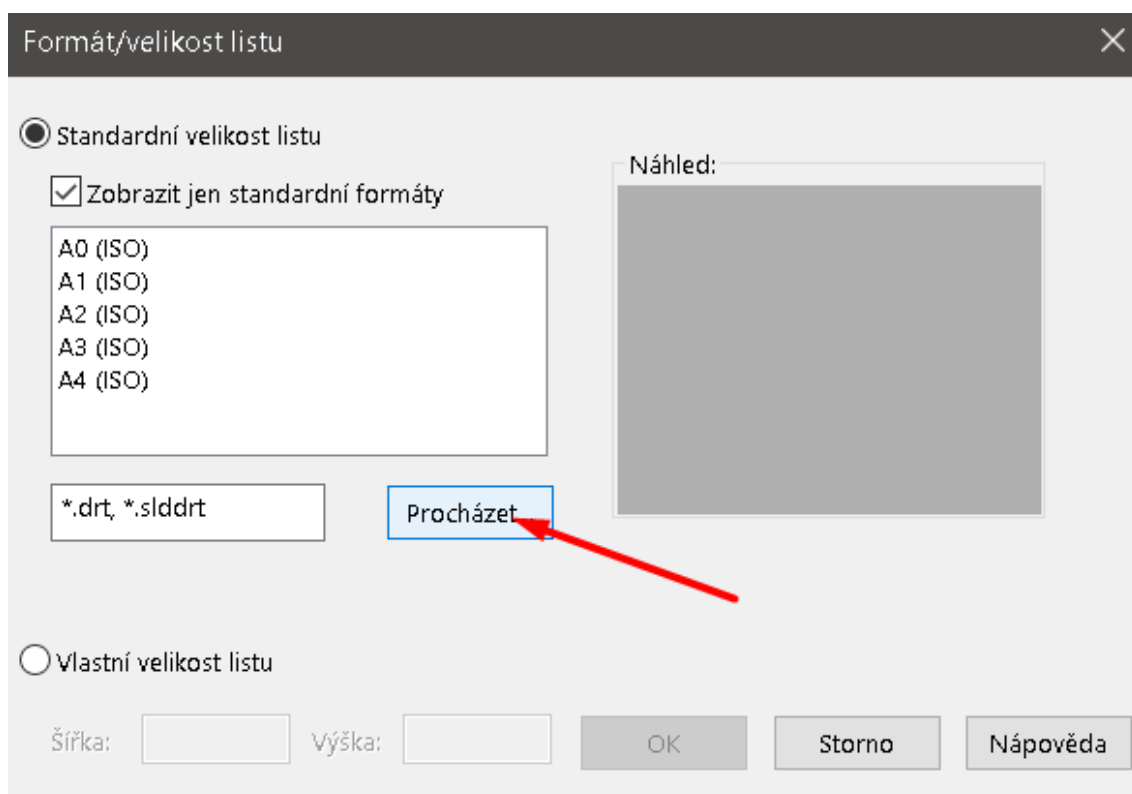 Formát/velikost listu
Standardní velikost listu
Zobrazit jen standardní formáty
A0 (ISO)
A1 (ISO)
A2 (ISO)
A3 (ISO)
A4 (ISO)
*.drt, *.slddrt
Procházet...
Náhled:
Vlastní velikost listu
Šířka:
Výška:
OK
Storno
Nápověda